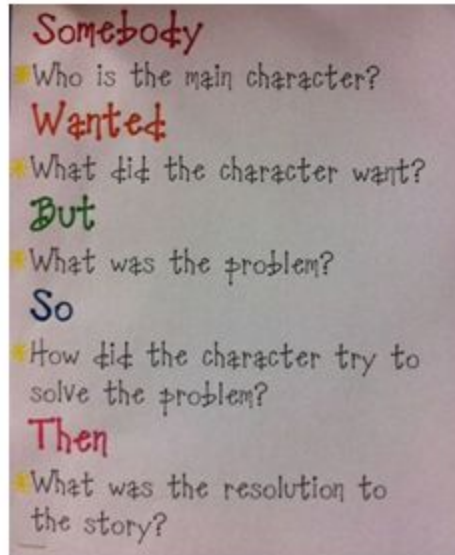 Somebody
*Who is the main character?
Wanted
*What did the character want?
But
*What was the problem?
So
*How did the character try to
solve the problem?
Then
*What was the resolution to
the story?